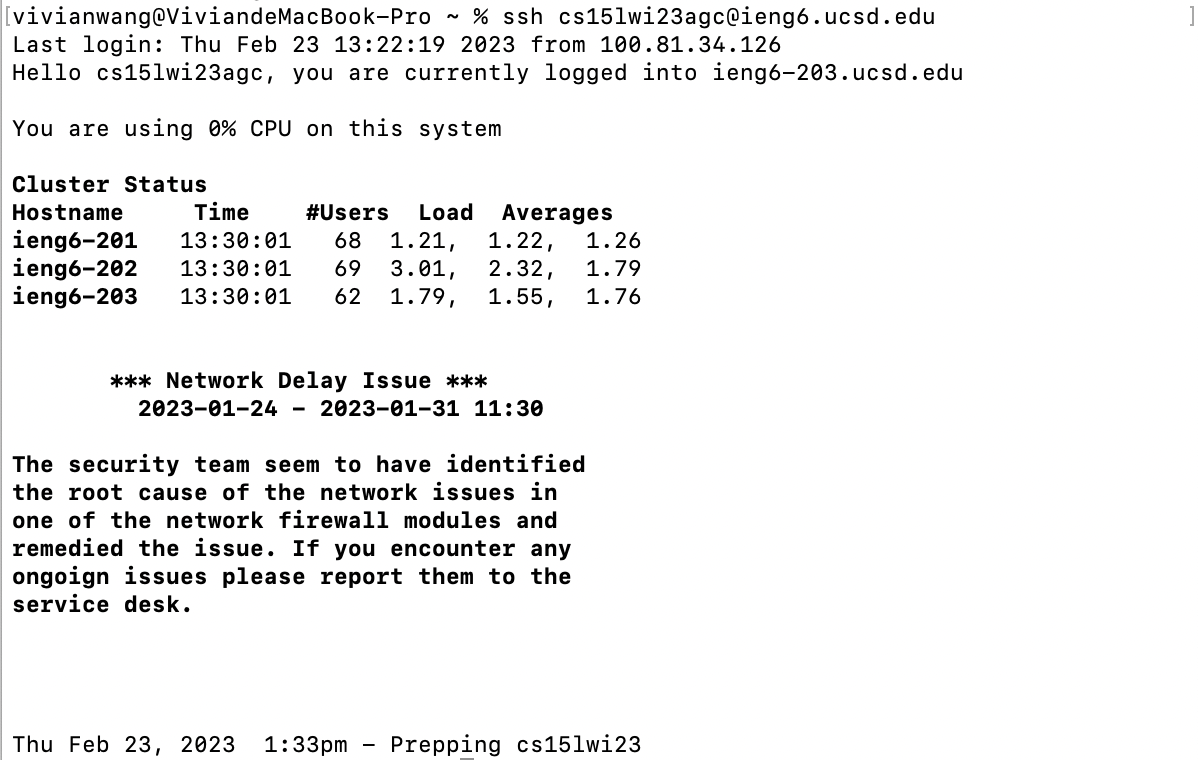 [vivianwang@ViviandeMacBook-Pro ~ % ssh cs15lwi23agc@ieng6.ucsd.edu ]
Last login: Thu Feb 23 13:22:19 2023 from 100.81.34.126
Hello cs15lwi23agc, you are currently logged into ieng6-203.ucsd.edu
You are using 0% CPU on this system
Cluster Status
Hostname     Time    #Users  Load  Averages
ieng6-201   13:30:01   68  1.21,  1.22,  1.26
ieng6-202   13:30:01   69  3.01,  2.32,  1.79
ieng6-203   13:30:01   62  1.79,  1.55,  1.76
*** Network Delay Issue ***
2023-01-24 - 2023-01-31 11:30
The security team seem to have identified
the root cause of the network issues in
one of the network firewall modules and
remedied the issue. If you encounter any
ongoign issues please report them to the
service desk.
Thu Feb 23, 2023  1:33pm - Prepping cs15lwi23